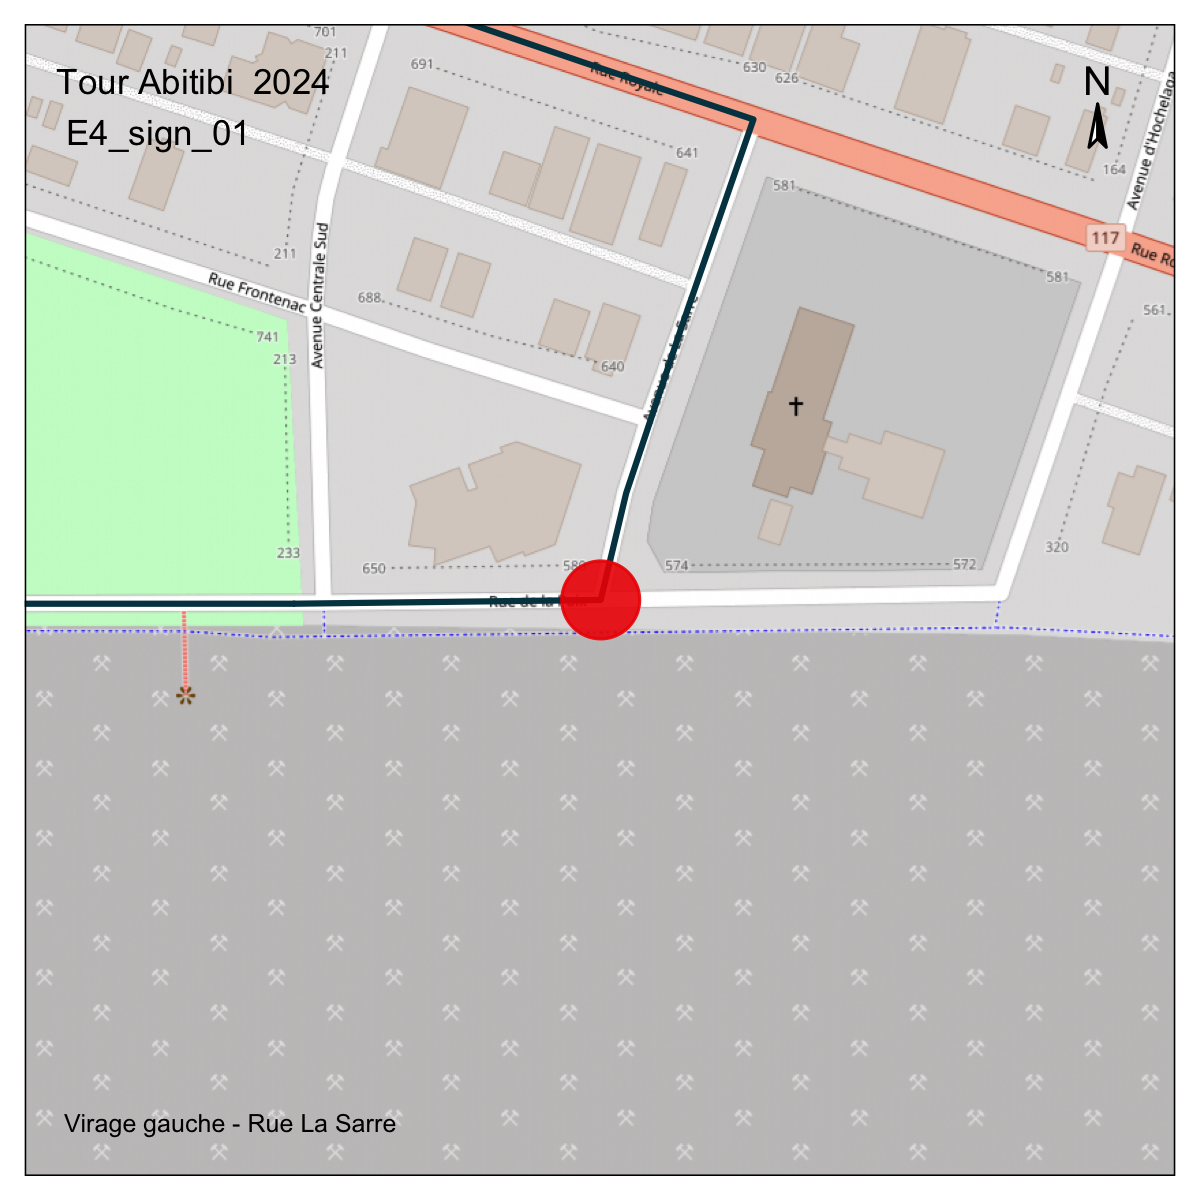 Tour Abitibi  2024
E4_sign_01
N
701
211
691
Rue Royale
630
626
641
164
Avenue d'Hochelaga
581
117
Rue Ro
581
561
211
Rue Frontenac
Avenue Centrale Sud
688
741
213
640
Avenue de La Sarre
233
650
580
574
572
320
Rue de la Paix
Virage gauche - Rue La Sarre